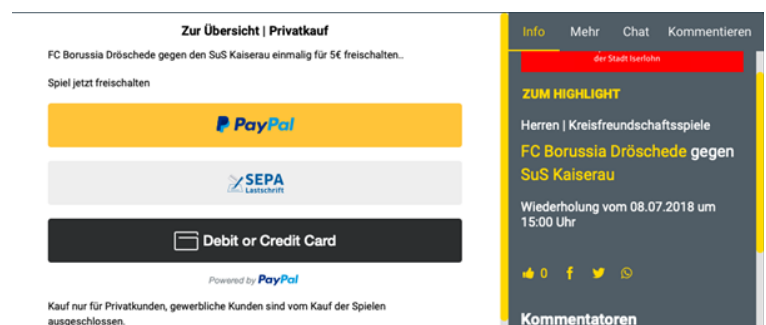 Zur Übersicht | Privatkauf
FC Borussia Dröschede gegen den SuS Kaiserau einmalig für 5€ freischalten..
Spiel jetzt freischalten
PayPal
SEPA
Lastschrift
Debit or Credit Card
Powered by PayPal
Kauf nur für Privatkunden, gewerbliche Kunden sind vom Kauf der Spielen
ausgeschlossen.
Info Mehr Chat Kommentieren
der Stadt Iserlohn
ZUM HIGHLIGHT
Herren | Kreisfreundschaftsspiele
FC Borussia Dröschede gegen
SuS Kaiserau
Wiederholung vom 08.07.2018 um
15:00 Uhr
0
Kommentatoren